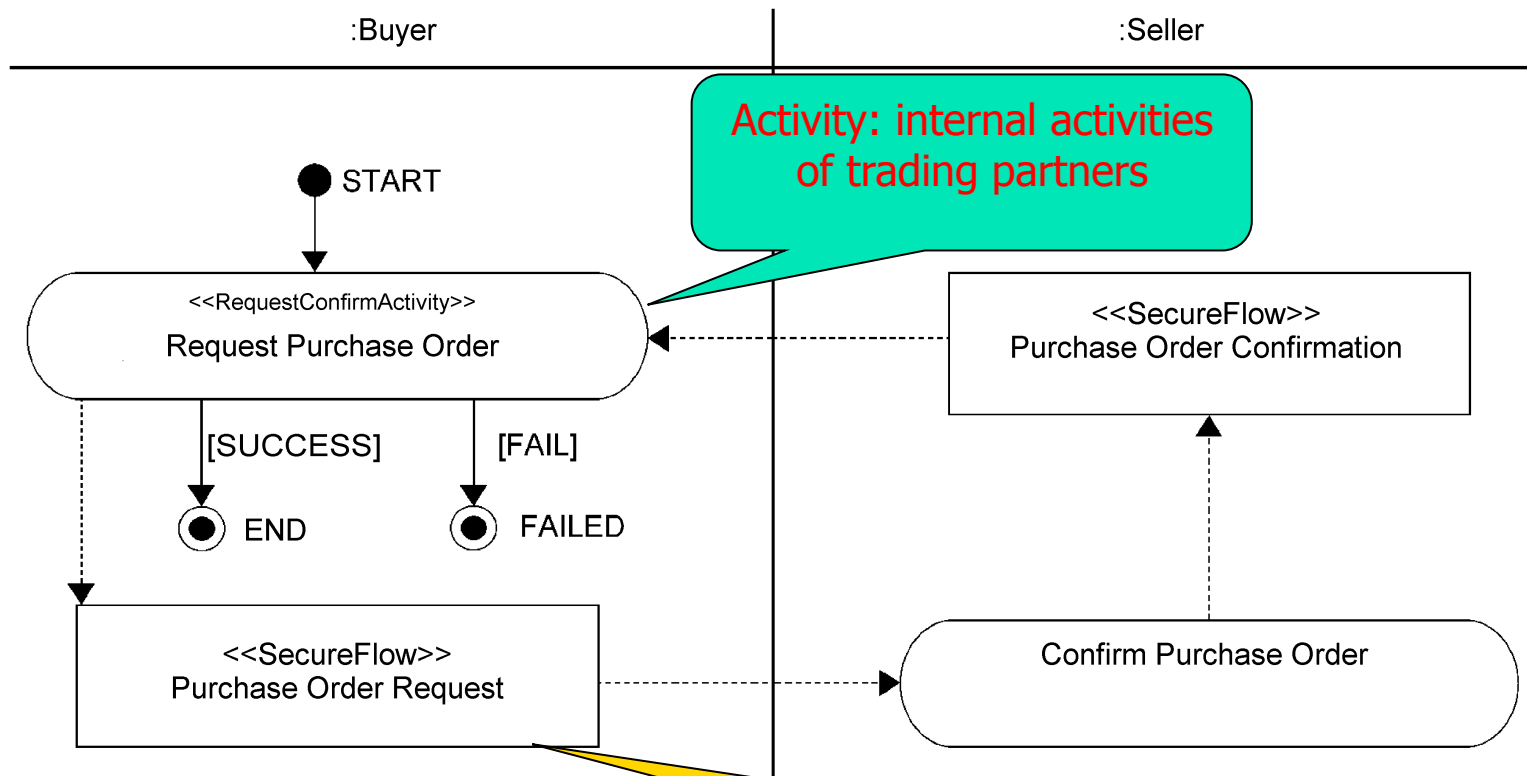 :Buyer
:Seller
Activity: internal activities
of trading partners
START
<<RequestConfirmActivity>>
Request Purchase Order
<<SecureFlow>>
Purchase Order Confirmation
[SUCCESS]
[FAIL]
END
FAILED
<<SecureFlow>>
Purchase Order Request
Confirm Purchase Order